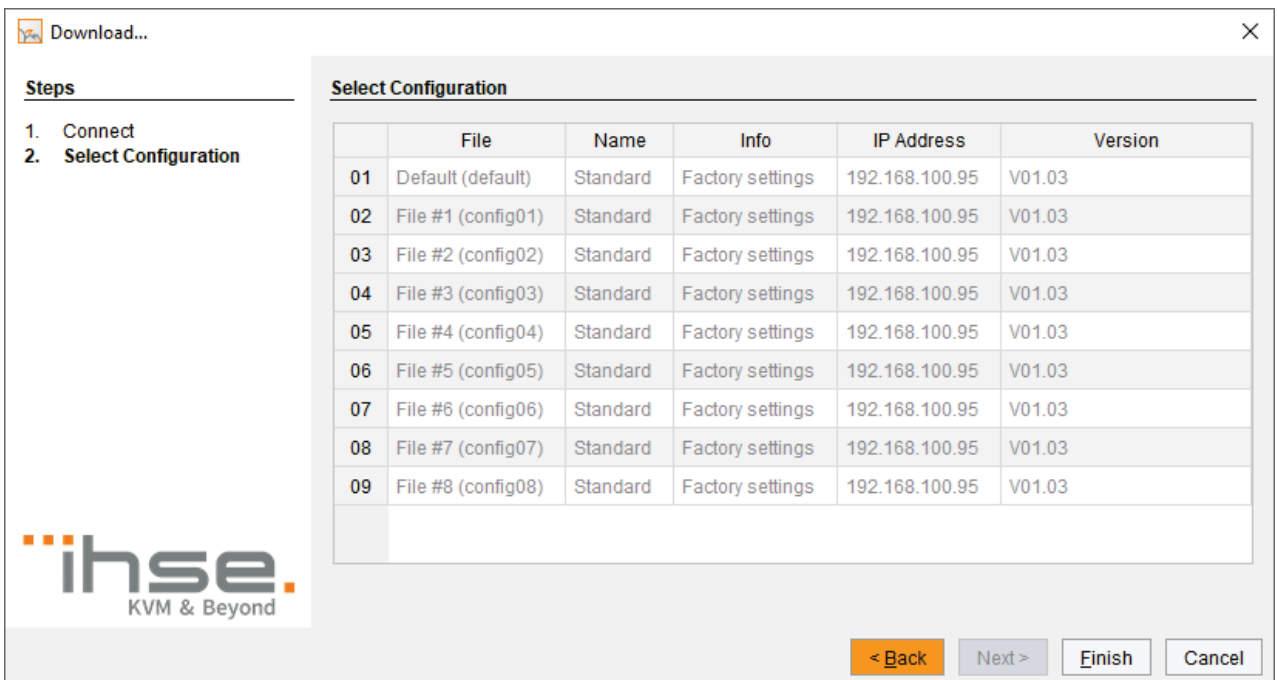 Download...
Steps
1. Connect
2. Select Configuration
Select Configuration
File Name Info IP Address Version
01 Default (default) Standard Factory settings 192.168.100.95 V01.03
02 File #1 (config01) Standard Factory settings 192.168.100.95 V01.03
03 File #2 (config02) Standard Factory settings 192.168.100.95 V01.03
04 File #3 (config03) Standard Factory settings 192.168.100.95 V01.03
05 File #4 (config04) Standard Factory settings 192.168.100.95 V01.03
06 File #5 (config05) Standard Factory settings 192.168.100.95 V01.03
07 File #6 (config06) Standard Factory settings 192.168.100.95 V01.03
08 File #7 (config07) Standard Factory settings 192.168.100.95 V01.03
09 File #8 (config08) Standard Factory settings 192.168.100.95 V01.03
ihse.
KVM & Beyond
< Back Next > Finish Cancel